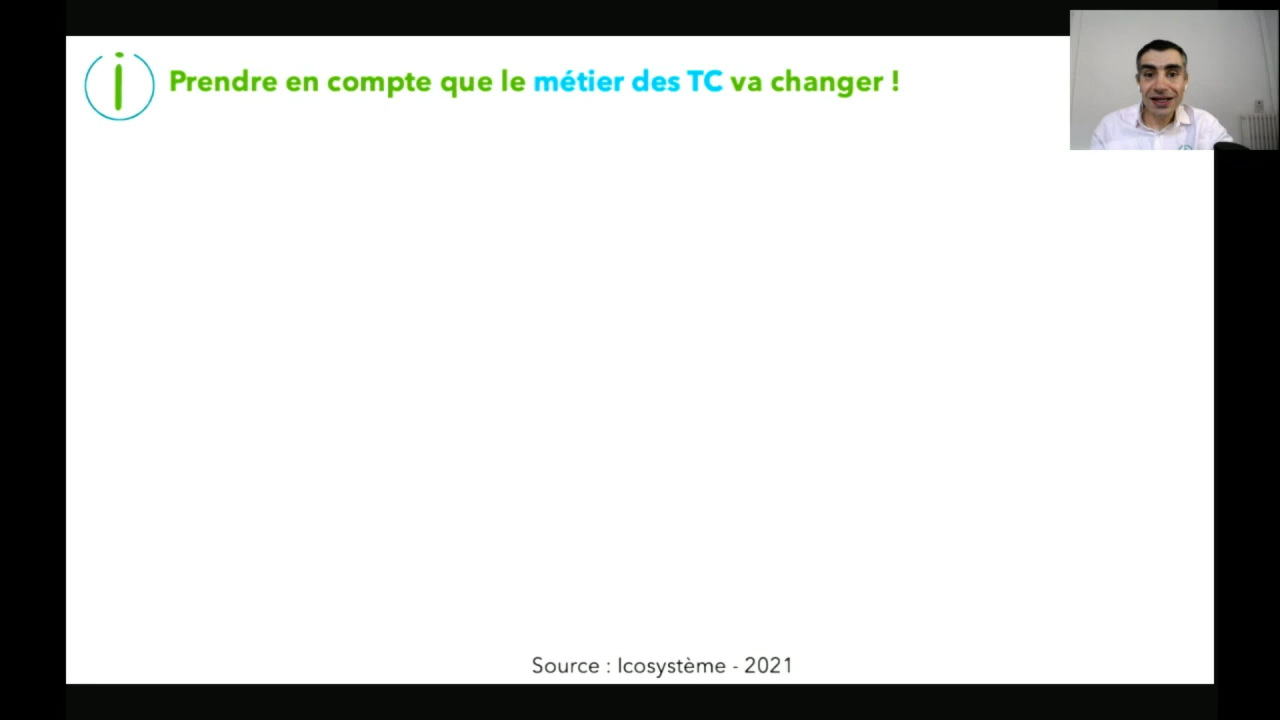 Prendre en compte que le métier des TC va changer !
Source : Icosystème - 2021